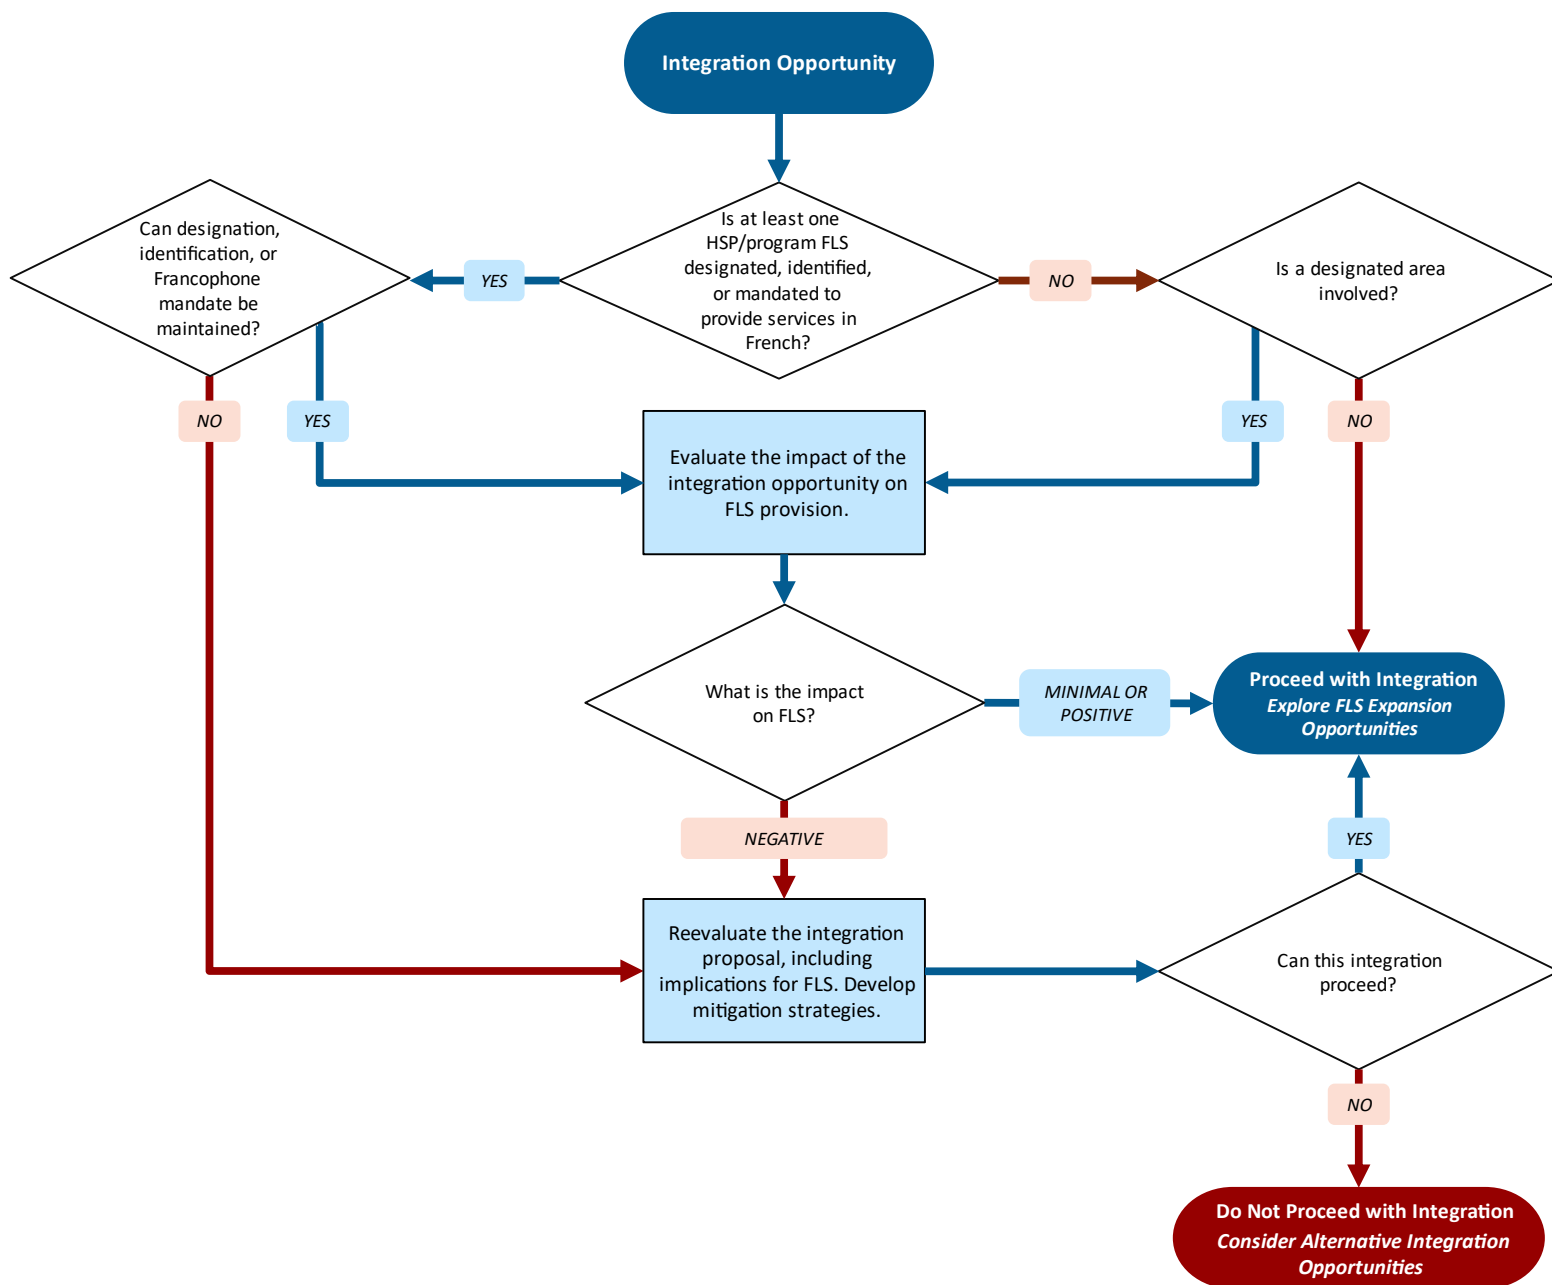 Integration Opportunity
Can designation,
identification, or
Francophone
mandate be
maintained?
YES
Is at least one
HSP/program FLS
designated, identified,
or mandated to
provide services in
French?
NO
Is a designated area
involved?
NO
YES
Evaluate the impact of the
integration opportunity on
FLS provision.
YES
NO
What is the impact
on FLS?
MINIMAL OR
POSITIVE
Proceed with Integration
Explore FLS Expansion
Opportunities
NEGATIVE
YES
Reevaluate the integration
proposal, including
implications for FLS. Develop
mitigation strategies.
Can this integration
proceed?
NO
Do Not Proceed with Integration
Consider Alternative Integration
Opportunities